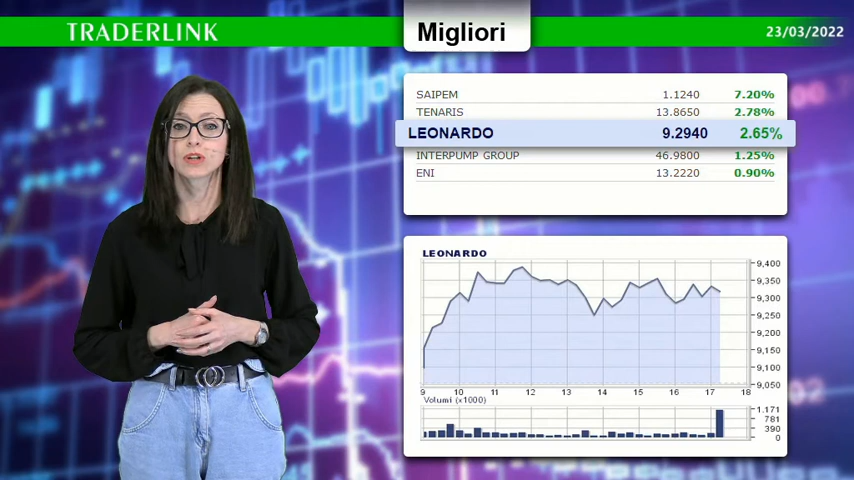 TRADERLINK
Migliori
23/03/2022
SAIPEM 1.1240 7.20%
TENARIS 13.8650 2.78%
LEONARDO 9.2940 2.65%
INTERPUMP GROUP 46.9800 1.25%
ENI 13.2220 0.90%
LEONARDO
9,400
9,350
9,300
9,250
9,200
9,150
9,100
9,050
9 10 11 12 13 14 15 16 17 18
Volumi (x1000)
1.171
781
390
0